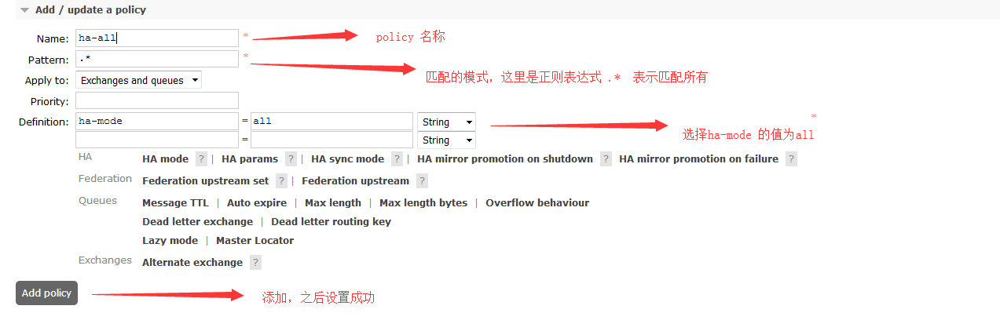 Add / update a policy
Name: ha-all * policy 名称
Pattern: .* * 匹配的模式，这里是正则表达式 .* 表示匹配所有
Apply to: Exchanges and queues
Priority:
Definition: ha-mode = all String *
选择ha-mode 的值为all
= String
HA HA mode ? | HA params ? | HA sync mode ? | HA mirror promotion on shutdown ? HA mirror promotion on failure ?
Federation Federation upstream set ? | Federation upstream ?
Queues Message TTL | Auto expire | Max length | Max length bytes | Overflow behaviour
Dead letter exchange | Dead letter routing key
Lazy mode | Master Locator
Exchanges Alternate exchange ?
Add policy 添加，之后设置成功